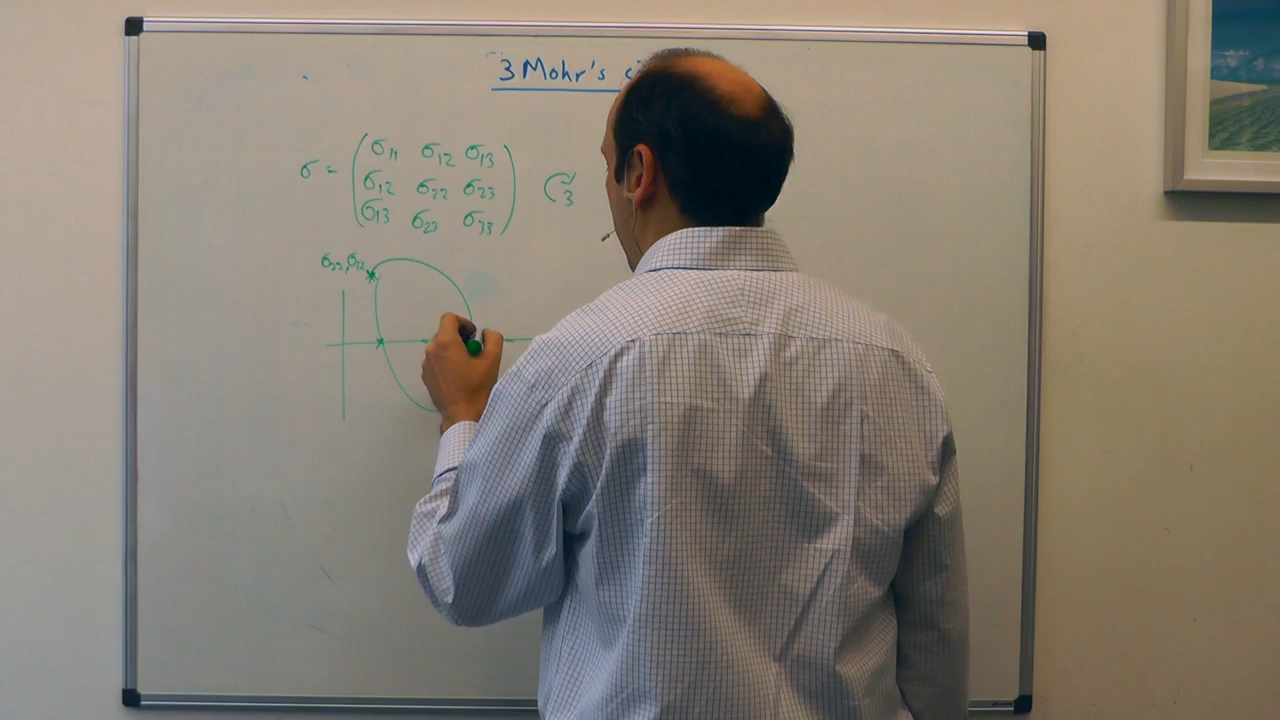 3 Mohr's c
σ = (σ11 σ12 σ13
σ12 σ22 σ23
σ13 σ23 σ33) 3
σ22, σ12